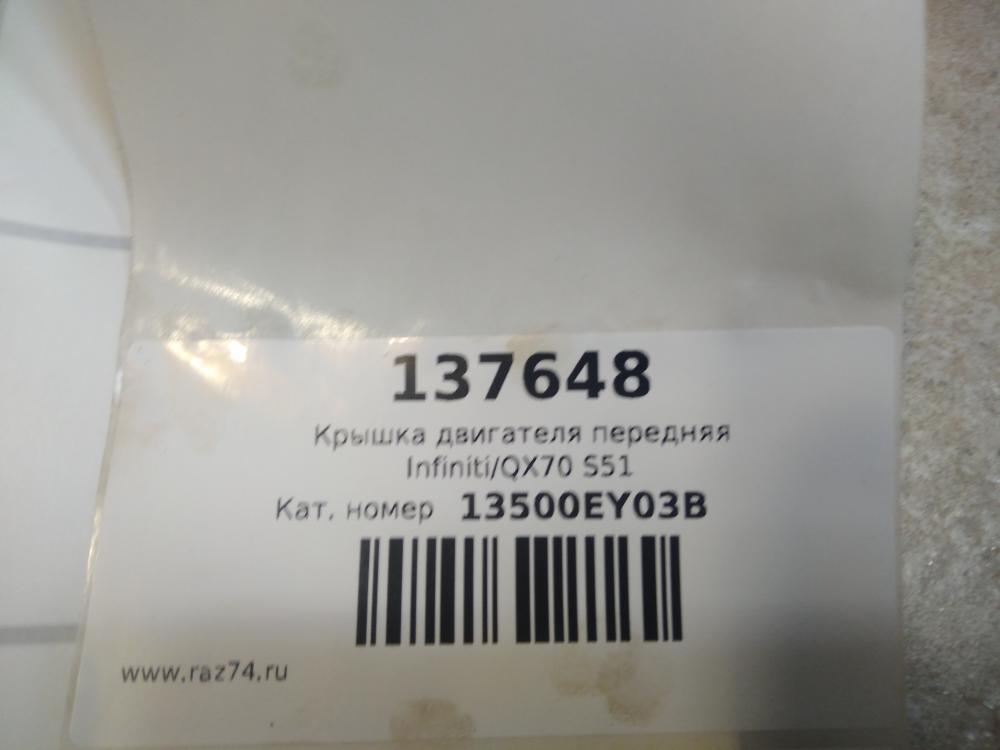 137648
Крышка двигателя передняя
Infiniti/QX70 S51
Кат. номер 13500EY03B
www.raz74.ru